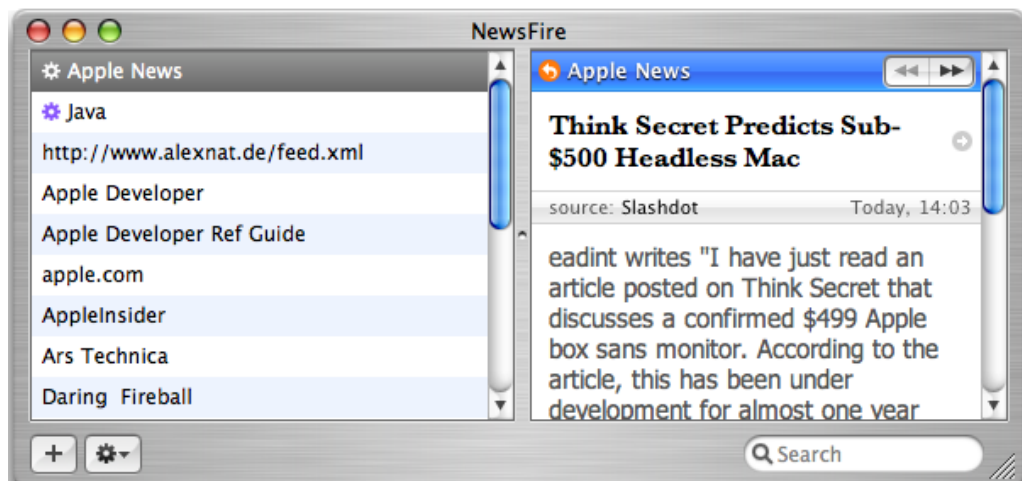 NewsFire
Apple News
Java
http://www.alexnat.de/feed.xml
Apple Developer
Apple Developer Ref Guide
apple.com
AppleInsider
Ars Technica
Daring Fireball
Apple News
Think Secret Predicts Sub-
$500 Headless Mac
source: Slashdot Today, 14:03
eadint writes "I have just read an
article posted on Think Secret that
discusses a confirmed $499 Apple
box sans monitor. According to the
article, this has been under
development for almost one year
Search